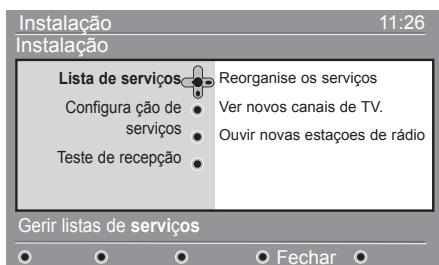 Instalação 11:26
Instalação
Lista de serviços
Configura ção de
serviços
Teste de recepção
Reorganise os serviços
Ver novos canais de TV.
Ouvir novas estaçoes de rádio
Gerir listas de serviços
Fechar